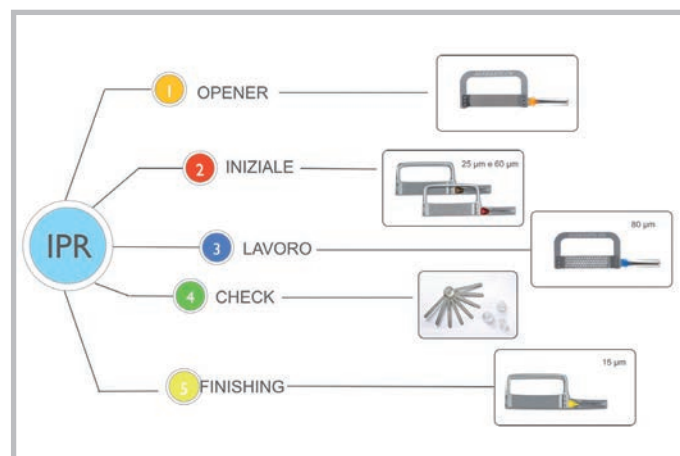 IPR
1 OPENER
2 INIZIALE
25 µm e 60 µm
3 LAVORO
80 µm
4 CHECK
5 FINISHING
15 µm